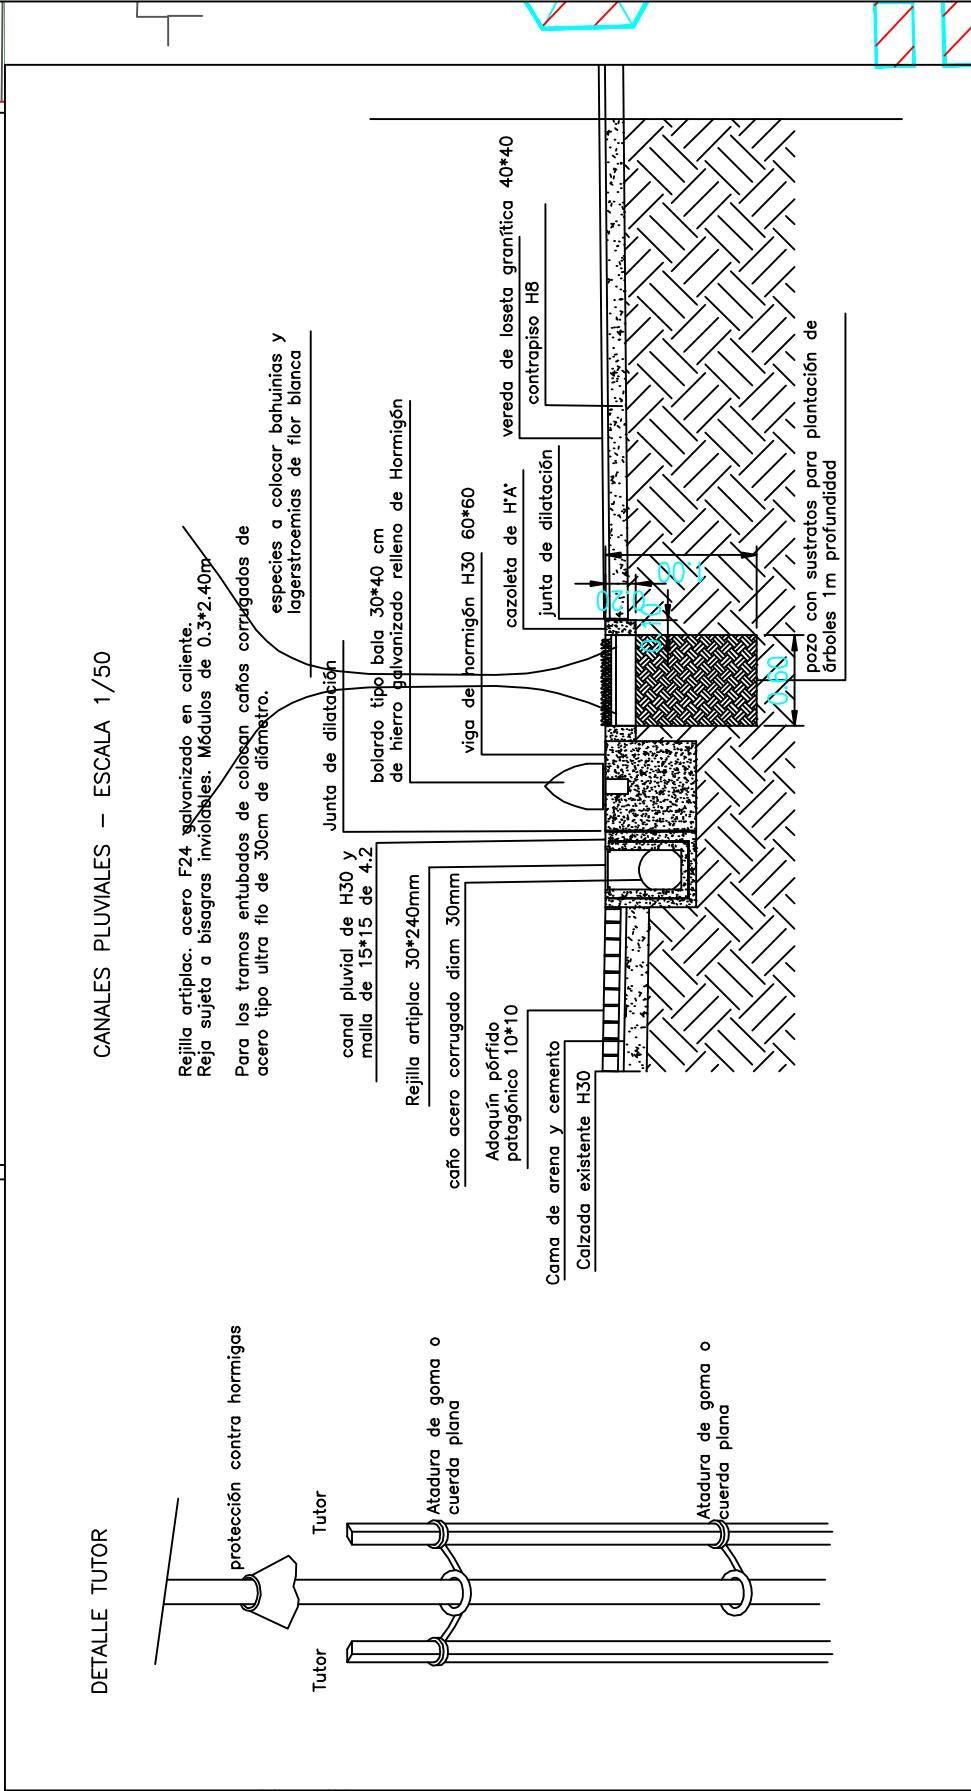 DETALLE TUTOR
protección contra hormigas
Tutor
Tutor
Atadura de goma o
cuerda plana
Atadura de goma o
cuerda plana
CANALES PLUVIALES - ESCALA 1/50
Rejilla artiplac. acero F24 galvanizado en caliente.
Reja sujeta a bisagras inviolables. Módulos de 0.3*2.40m
Para los tramos entubados de colocan caños corrugados de
acero tipo ultra flo de 30cm de diámetro.
especies a colocar bahuinias y
lagerstroemias de flor blanca
Junta de dilatación
canal pluvial de H30 y
malla de 15*15 de 4.2
bolardo tipo bala 30*40 cm
de hierro galvanizado relleno de Hormigón
Rejilla artiplac 30*240mm
caño acero corrugado diam 30mm
viga de hormigón H30 60*60
Adoquín pórfido
patagónico 10*10
cazoleta de H°A°
vereda de loseta granítica 40*40
contrapiso H8
junta de dilatación
Cama de arena y cemento
Calzada existente H30
0.20
0.10
1.00
0.60
pozo con sustratos para plantación de
árboles 1m profundidad